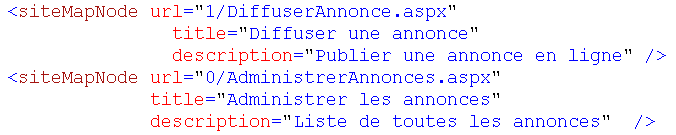 <siteMapNode url="1/DiffuserAnnonce.aspx"
title="Diffuser une annonce"
description="Publier une annonce en ligne" />
<siteMapNode url="0/AdministrerAnnonces.aspx"
title="Administrer les annonces"
description="Liste de toutes les annonces" />